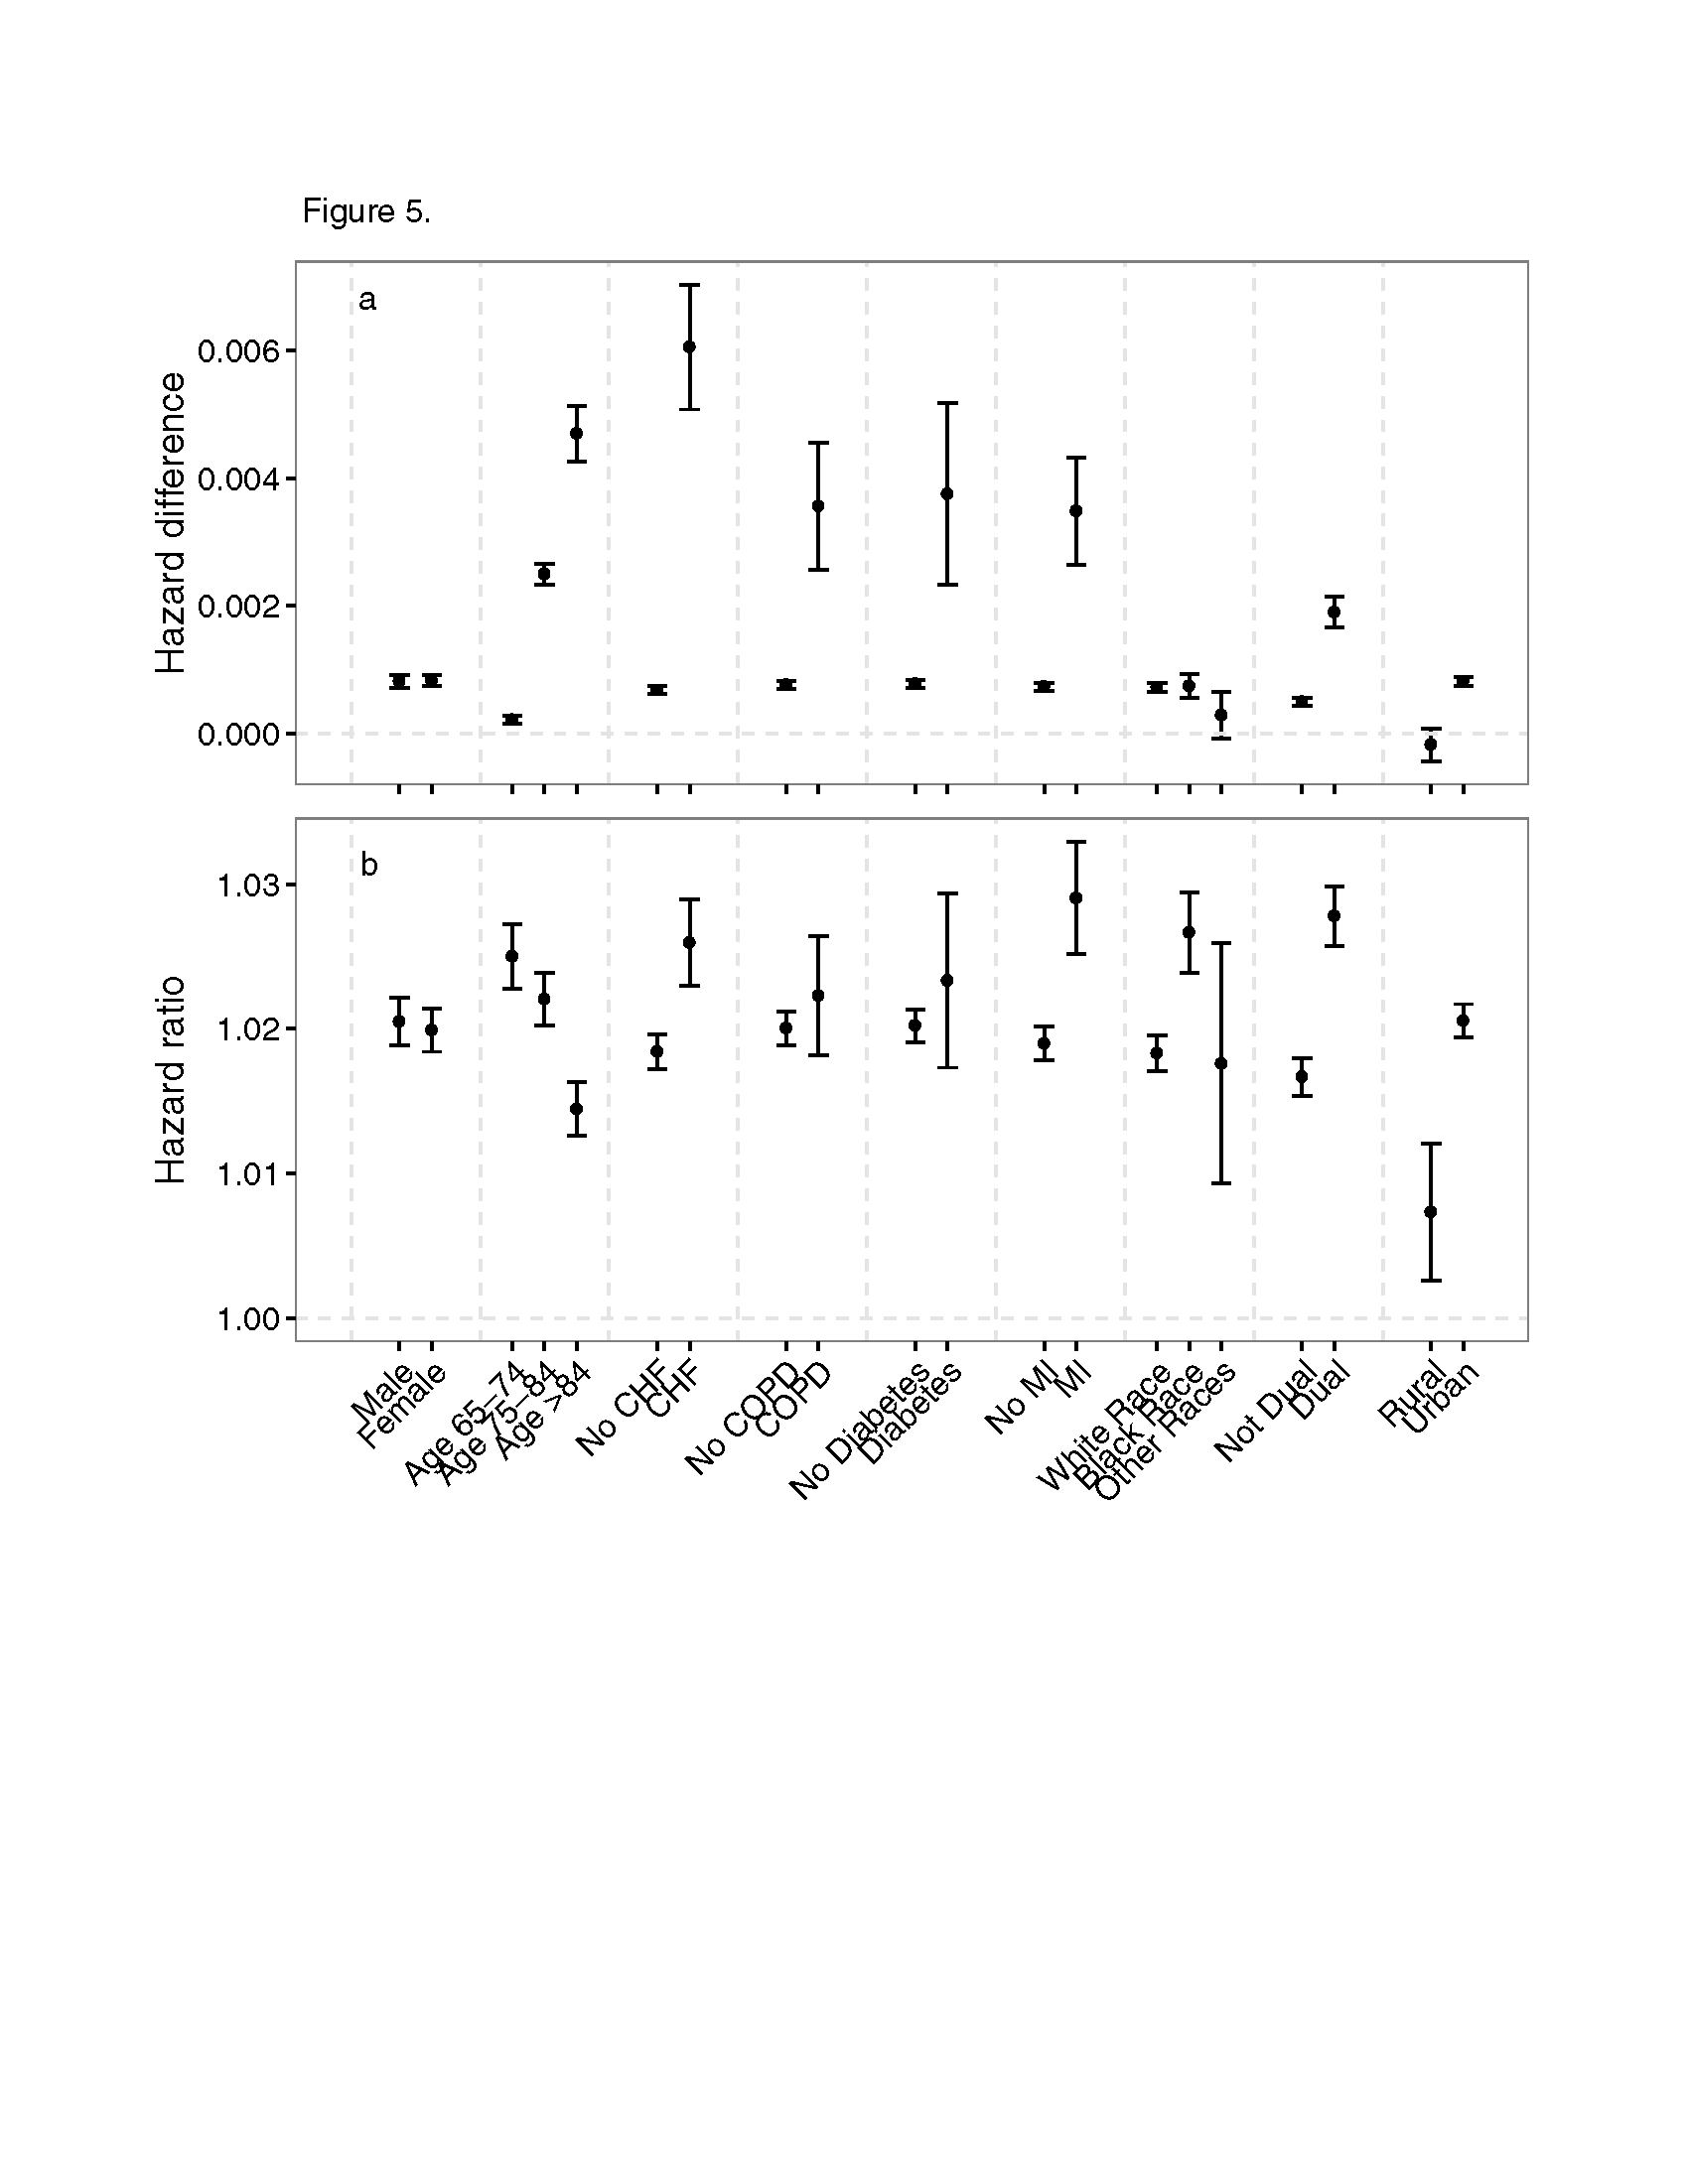 Figure 5.
a
Hazard difference
0.006
0.004
0.002
0.000
b
Hazard ratio
1.03
1.02
1.01
1.00
Male
Female
Age 65–74
Age 75–84
Age >84
No CHF
CHF
No COPD
COPD
No Diabetes
Diabetes
No MI
MI
White Race
Black Race
Other Races
Not Dual
Dual
Rural
Urban